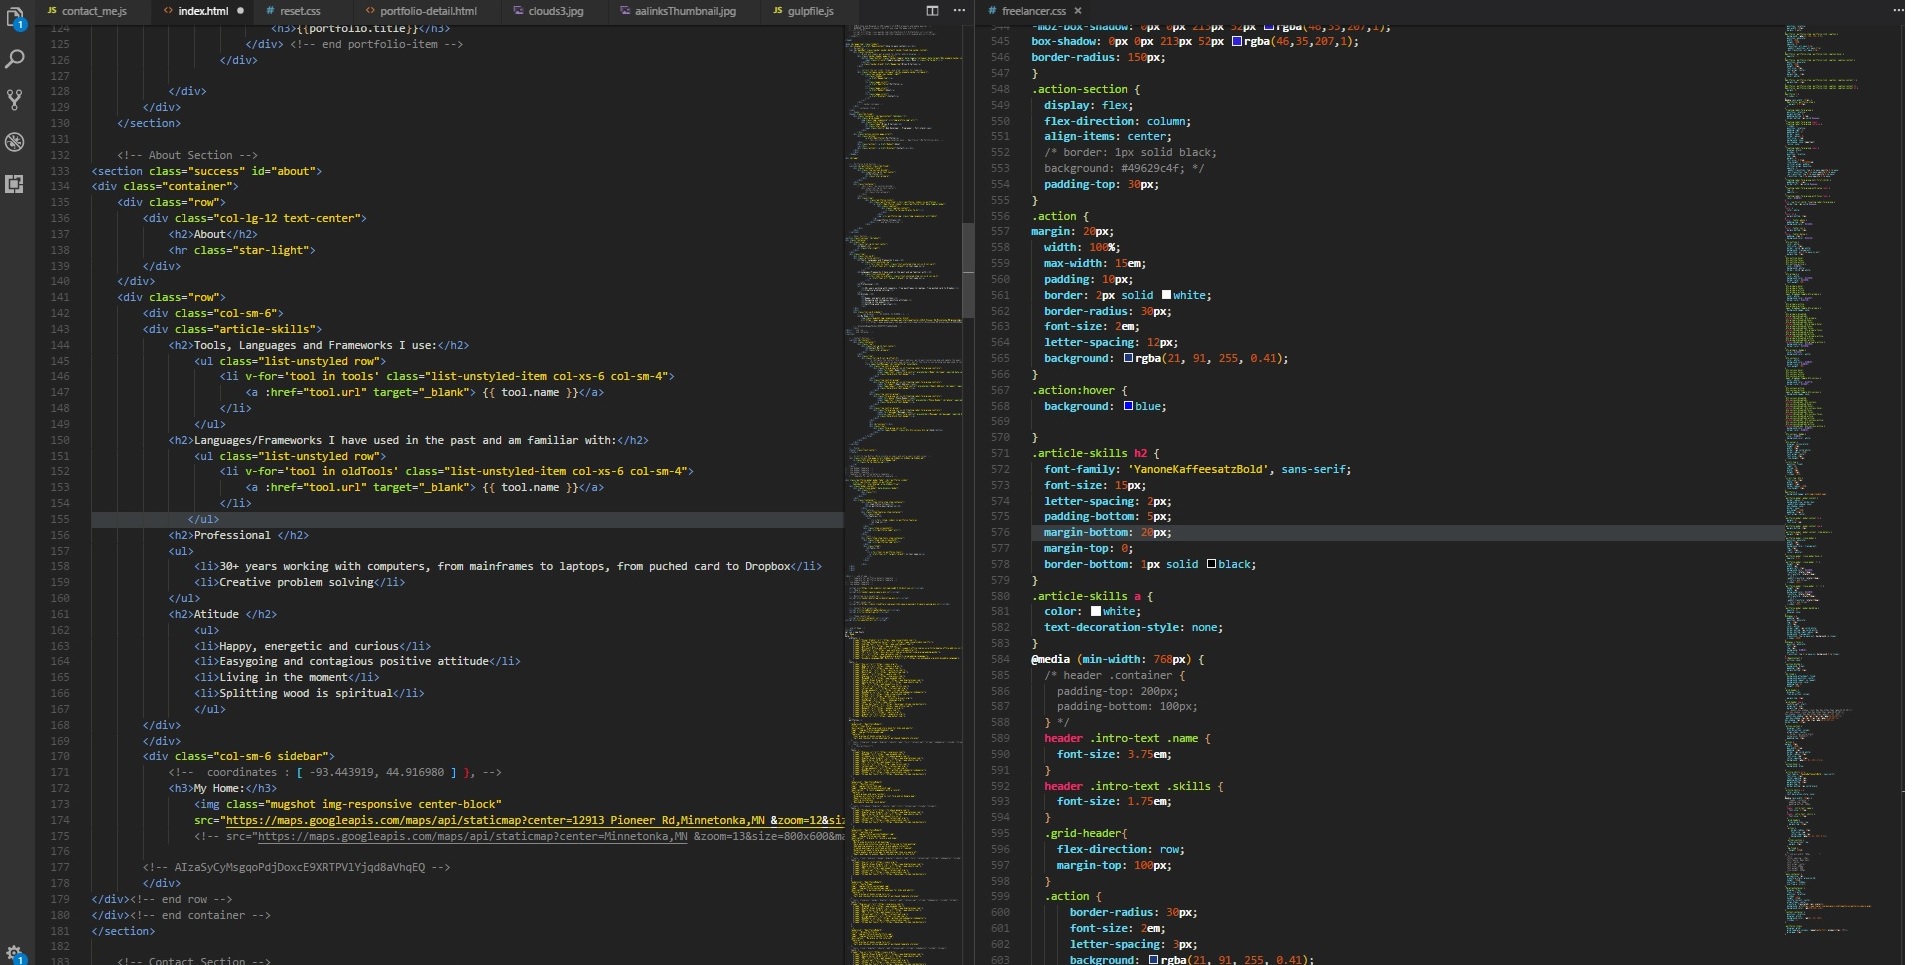 contact_me.js
index.html
reset.css
portfolio-detail.html
clouds3.jpg
aalinksThumbnail.jpg
gulpfile.js
124 <h3>{{portfolio.title}}</h3>
125 </div> <!-- end portfolio-item -->
126 </div>
127
128 </div>
129 </div>
130 </section>
131
132 <!-- About Section -->
133 <section class="success" id="about">
134 <div class="container">
135 <div class="row">
136 <div class="col-lg-12 text-center">
137 <h2>About</h2>
138 <hr class="star-light">
139 </div>
140 </div>
141 <div class="row">
142 <div class="col-sm-6">
143 <div class="article-skills">
144 <h2>Tools, Languages and Frameworks I use:</h2>
145 <ul class="list-unstyled row">
146 <li v-for='tool in tools' class="list-unstyled-item col-xs-6 col-sm-4">
147 <a :href="tool.url" target="_blank"> {{ tool.name }}</a>
148 </li>
149 </ul>
150 <h2>Languages/Frameworks I have used in the past and am familiar with:</h2>
151 <ul class="list-unstyled row">
152 <li v-for='tool in oldTools' class="list-unstyled-item col-xs-6 col-sm-4">
153 <a :href="tool.url" target="_blank"> {{ tool.name }}</a>
154 </li>
155 </ul>
156 <h2>Professional </h2>
157 <ul>
158 <li>30+ years working with computers, from mainframes to laptops, from puched card to Dropbox</li>
159 <li>Creative problem solving</li>
160 </ul>
161 <h2>Atitude </h2>
162 <ul>
163 <li>Happy, energetic and curious</li>
164 <li>Easygoing and contagious positive attitude</li>
165 <li>Living in the moment</li>
166 <li>Splitting wood is spiritual</li>
167 </ul>
168 </div>
169 </div>
170 <div class="col-sm-6 sidebar">
171 <!--  coordinates : [ -93.443919, 44.916980 ] }, -->
172 <h3>My Home:</h3>
173 <img class="mugshot img-responsive center-block"
174 src="https://maps.googleapis.com/maps/api/staticmap?center=12913 Pioneer Rd,Minnetonka,MN &zoom=12&siz
175 <!-- src="https://maps.googleapis.com/maps/api/staticmap?center=Minnetonka,MN &zoom=13&size=800x600&ma
176
177 <!-- AIzaSyCyMsgqoPdjDoxcE9XRTPVlYjqd8aVhqEQ -->
178 </div>
179 </div><!-- end row -->
180 </div><!-- end container -->
181 </section>
182
183 <!-- Contact Section -->
freelancer.css
544 -moz-box-shadow: 0px 0px 213px 52px rgba(46,35,207,1);
545 box-shadow: 0px 0px 213px 52px rgba(46,35,207,1);
546 border-radius: 150px;
547 }
548 .action-section {
549 display: flex;
550 flex-direction: column;
551 align-items: center;
552 /* border: 1px solid black;
553 background: #49629c4f; */
554 padding-top: 30px;
555 }
556 .action {
557 margin: 20px;
558 width: 100%;
559 max-width: 15em;
560 padding: 10px;
561 border: 2px solid white;
562 border-radius: 30px;
563 font-size: 2em;
564 letter-spacing: 12px;
565 background: rgba(21, 91, 255, 0.41);
566 }
567 .action:hover {
568 background: blue;
569
570 }
571 .article-skills h2 {
572 font-family: 'YanoneKaffeesatzBold', sans-serif;
573 font-size: 15px;
574 letter-spacing: 2px;
575 padding-bottom: 5px;
576 margin-bottom: 20px;
577 margin-top: 0;
578 border-bottom: 1px solid black;
579 }
580 .article-skills a {
581 color: white;
582 text-decoration-style: none;
583 }
584 @media (min-width: 768px) {
585 /* header .container {
586 padding-top: 200px;
587 padding-bottom: 100px;
588 } */
589 header .intro-text .name {
590 font-size: 3.75em;
591 }
592 header .intro-text .skills {
593 font-size: 1.75em;
594 }
595 .grid-header{
596 flex-direction: row;
597 margin-top: 100px;
598 }
599 .action {
600 border-radius: 30px;
601 font-size: 2em;
602 letter-spacing: 3px;
603 background: rgba(21, 91, 255, 0.41);